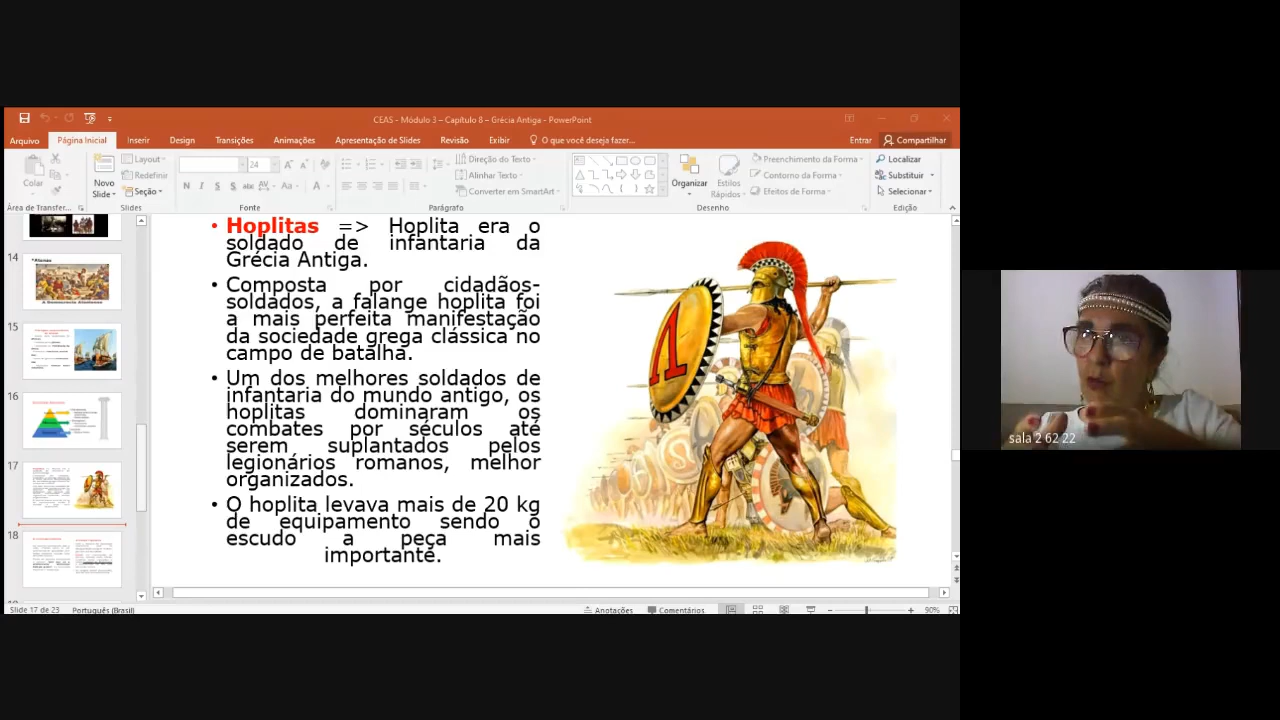 CEAS - Módulo 3 – Capítulo 8 – Grécia Antiga - PowerPoint
Arquivo Página Inicial Inserir Design Transições Animações Apresentação de Slides Revisão Exibir O que você deseja fazer... Entrar Compartilhar
Colar
Novo Slide
Layout
Redefinir
Seção
24
N I S S abc AV Aa A
Direção do Texto
Alinhar Texto
Converter em SmartArt
Organizar
Estilos Rápidos
Preenchimento da Forma
Contorno da Forma
Efeitos de Forma
Localizar
Substituir
Selecionar
Área de Transfer... Slides Fonte Parágrafo Desenho Edição
14
Atenas
A Democracia Ateniense
15
16
17
18
• Hoplitas => Hoplita era o
soldado de infantaria da
Grécia Antiga.
• Composta por cidadãos-
soldados, a falange hoplita foi
a mais perfeita manifestação
da sociedade grega clássica no
campo de batalha.
• Um dos melhores soldados de
infantaria do mundo antigo, os
hoplitas dominaram os
combates por séculos até
serem suplantados pelos
legionários romanos, melhor
organizados.
• O hoplita levava mais de 20 kg
de equipamento sendo o
escudo a peça mais
importante.
Λ
sala 2 62 22
Slide 17 de 23 Português (Brasil) Anotações Comentários 90%